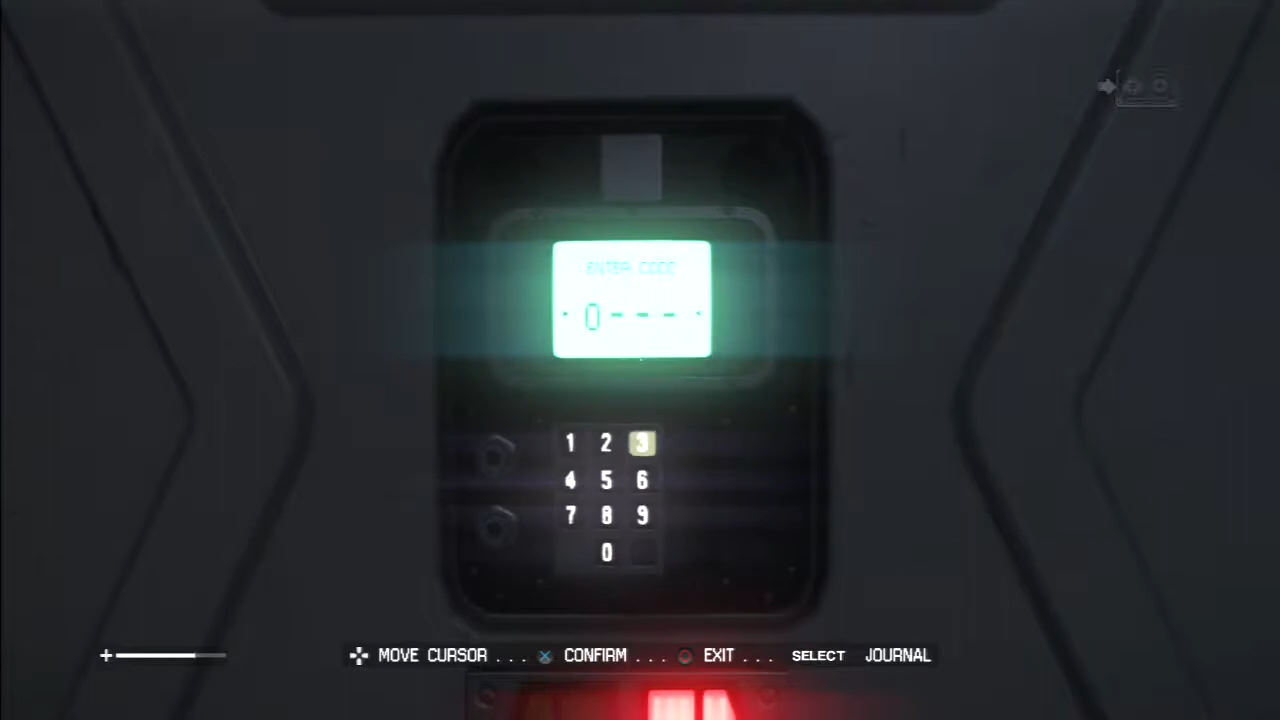 ENTER CODE
0 - - -
1 2 3
4 5 6
7 8 9
0
MOVE CURSOR . . . CONFIRM . . . EXIT . . . SELECT JOURNAL